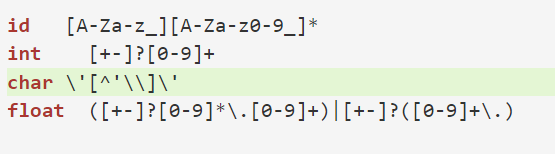 id   [A-Za-z_][A-Za-z0-9_]*
int    [+-]?[0-9]+
char \'[^'\\]\'
float  ([+-]?[0-9]*\.[0-9]+)|[+-]?([0-9]+\.)